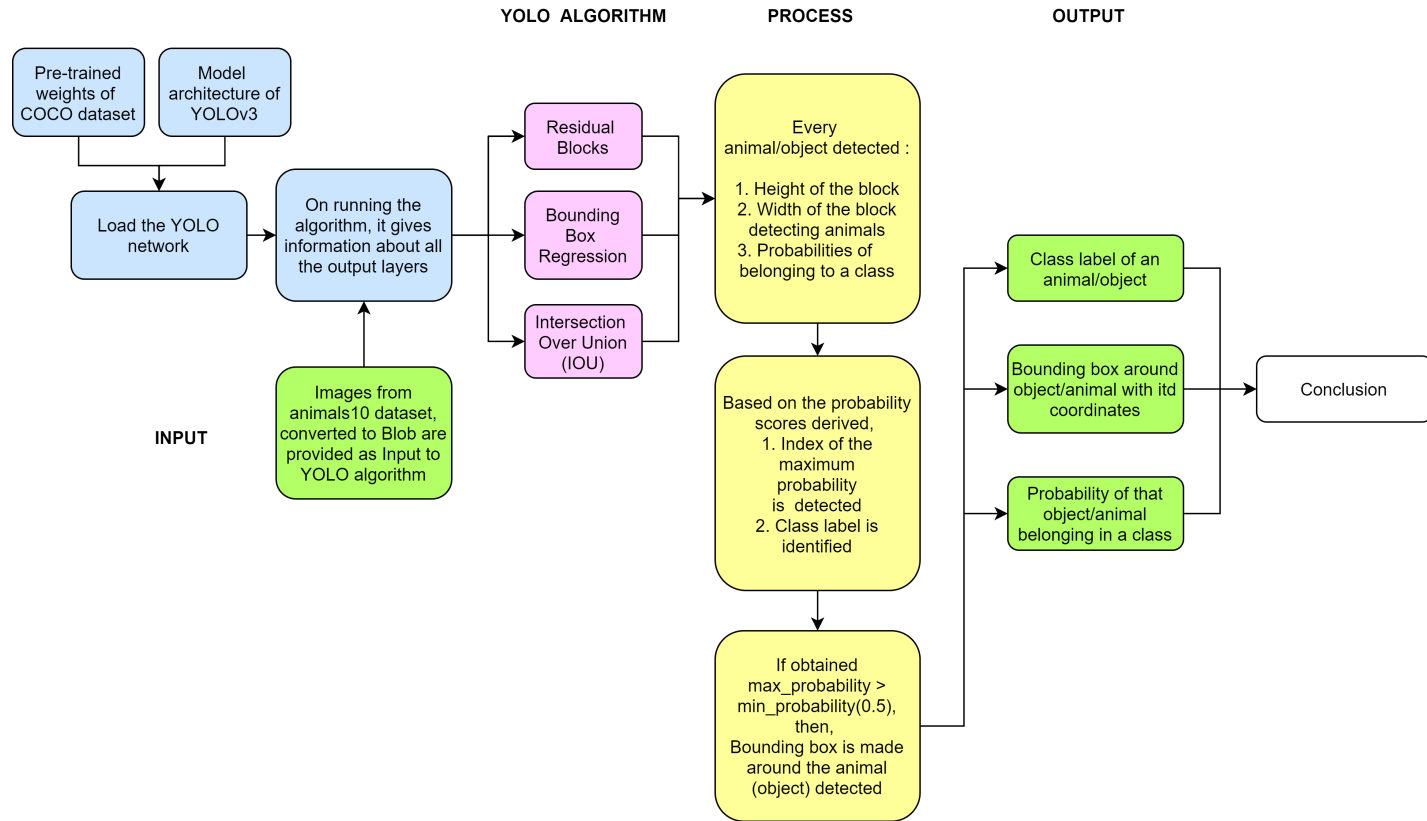 YOLO ALGORITHM
PROCESS
OUTPUT
Pre-trained
weights of
COCO dataset
Model
architecture of
YOLOv3
Load the YOLO
network
On running the
algorithm, it gives
information about all
the output layers
INPUT
Images from
animals10 dataset,
converted to Blob are
provided as Input to
YOLO algorithm
Residual
Blocks
Bounding
Box
Regression
Intersection
Over Union
(IOU)
Every
animal/object detected :
1. Height of the block
2. Width of the block
detecting animals
3. Probabilities of
belonging to a class
Based on the probability
scores derived,
1. Index of the
maximum
probability
is detected
2. Class label is
identified
If obtained
max_probability >
min_probability(0.5),
then,
Bounding box is made
around the animal
(object) detected
Class label of an
animal/object
Bounding box around
object/animal with itd
coordinates
Probability of that
object/animal
belonging in a class
Conclusion